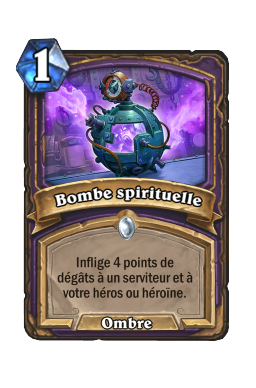 1
Bombe spirituelle
Inflige 4 points de
dégâts à un serviteur et à
votre héros ou héroïne.
Ombre